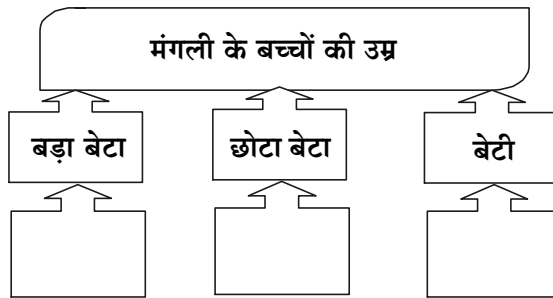 मंगली के बच्चों की उम्र
बड़ा बेटा
छोटा बेटा
बेटी